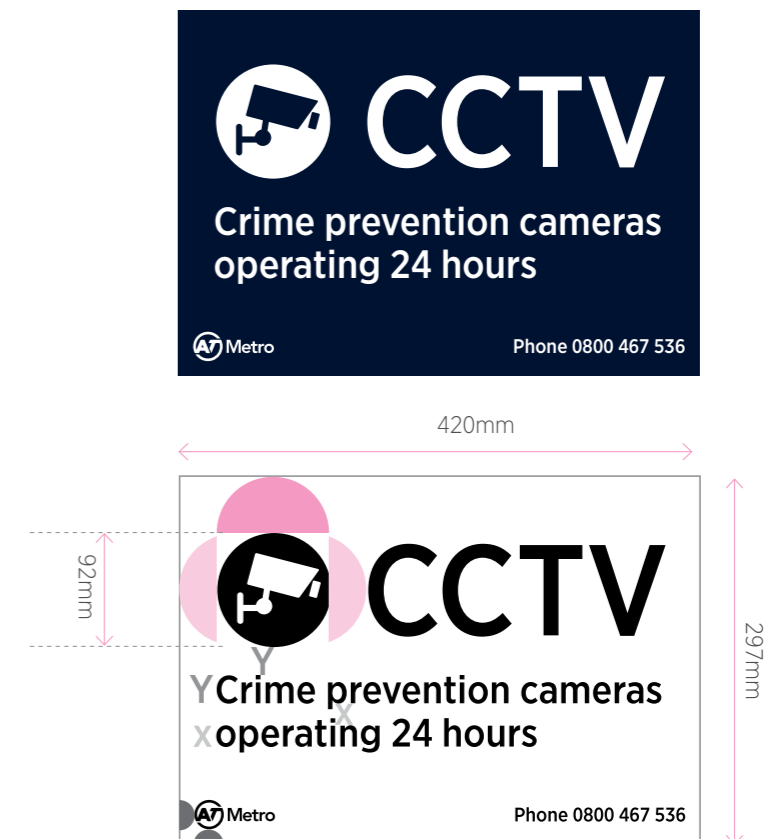 CCTV
Crime prevention cameras
operating 24 hours
AT Metro
Phone 0800 467 536
420mm
92mm
CCTV
Y
Y Crime prevention cameras
X
x operating 24 hours
297mm
AT Metro
Phone 0800 467 536